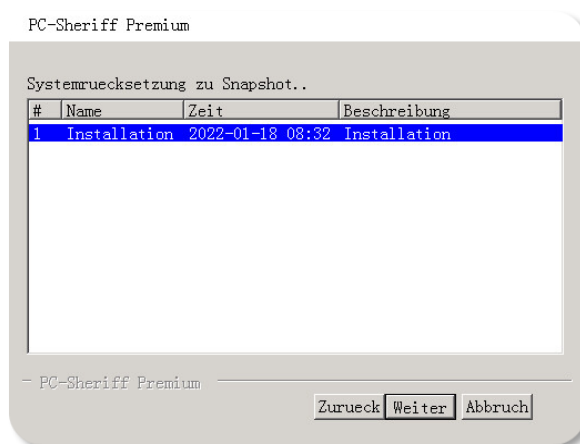 PC-Sheriff Premium
Systemruecksetzung zu Snapshot..
# Name Zeit Beschreibung
1 Installation 2022-01-18 08:32 Installation
PC-Sheriff Premium
Zurueck Weiter Abbruch